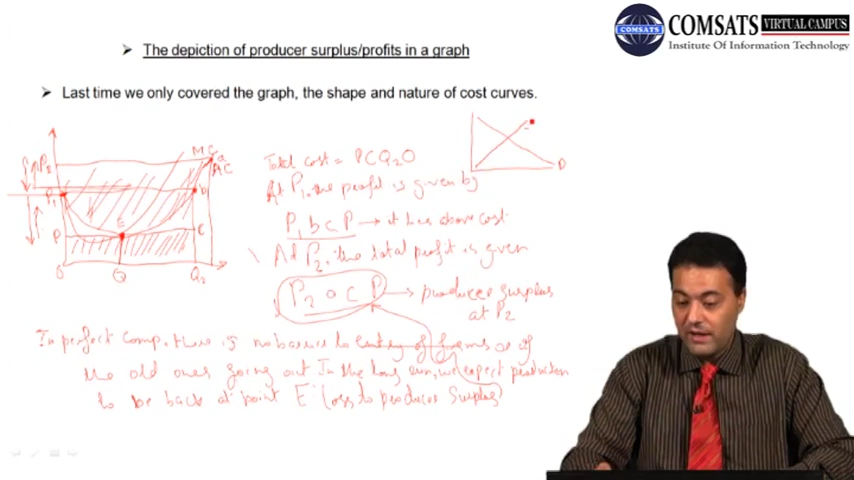 COMSATS VIRTUAL CAMPUS
COMSATS
Institute Of Information Technology
The depiction of producer surplus/profits in a graph
Last time we only covered the graph, the shape and nature of cost curves.
MC
AC
P2
P1
P
O
Q
Q2
E
a
b
c
D
S
Total cost = PCQ2O
At P1, the profit is given by
P1 b c P → it lies above cost
At P2, the total profit is given
P2 a c P → producer surplus
at P2
In perfect comp. there is no barrier to entry of firms or of
the old ones going out In the long run, we expect production
to be back at point E (loss to producer surplus)